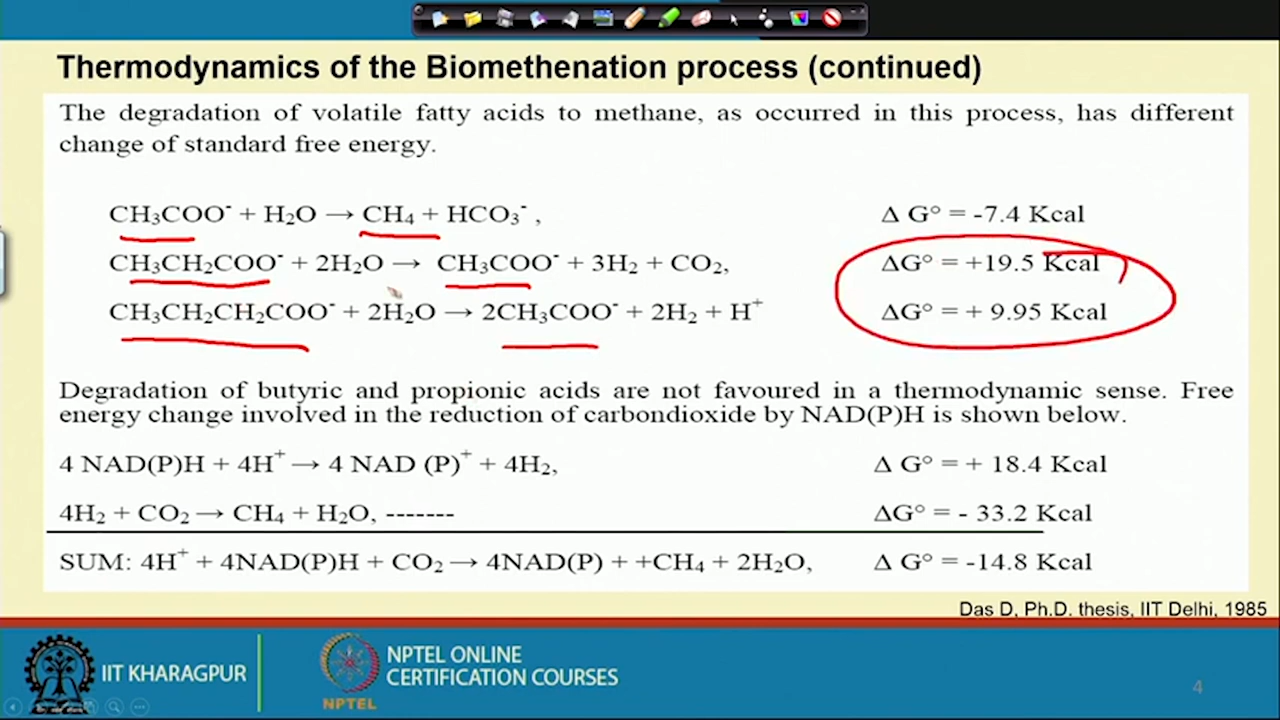 Thermodynamics of the Biomethenation process (continued)
The degradation of volatile fatty acids to methane, as occurred in this process, has different
change of standard free energy.
CH₃COO⁻ + H₂O → CH₄ + HCO₃⁻ , Δ G° = -7.4 Kcal
CH₃CH₂COO⁻ + 2H₂O → CH₃COO⁻ + 3H₂ + CO₂, ΔG° = +19.5 Kcal
CH₃CH₂CH₂COO⁻ + 2H₂O → 2CH₃COO⁻ + 2H₂ + H⁺ ΔG° = + 9.95 Kcal
Degradation of butyric and propionic acids are not favoured in a thermodynamic sense. Free
energy change involved in the reduction of carbondioxide by NAD(P)H is shown below.
4 NAD(P)H + 4H⁺ → 4 NAD (P)⁺ + 4H₂, Δ G° = + 18.4 Kcal
4H₂ + CO₂ → CH₄ + H₂O, ------- ΔG° = - 33.2 Kcal
SUM: 4H⁺ + 4NAD(P)H + CO₂ → 4NAD(P) + +CH₄ + 2H₂O, Δ G° = -14.8 Kcal
Das D, Ph.D. thesis, IIT Delhi, 1985
IIT KHARAGPUR
NPTEL
NPTEL ONLINE
CERTIFICATION COURSES
4